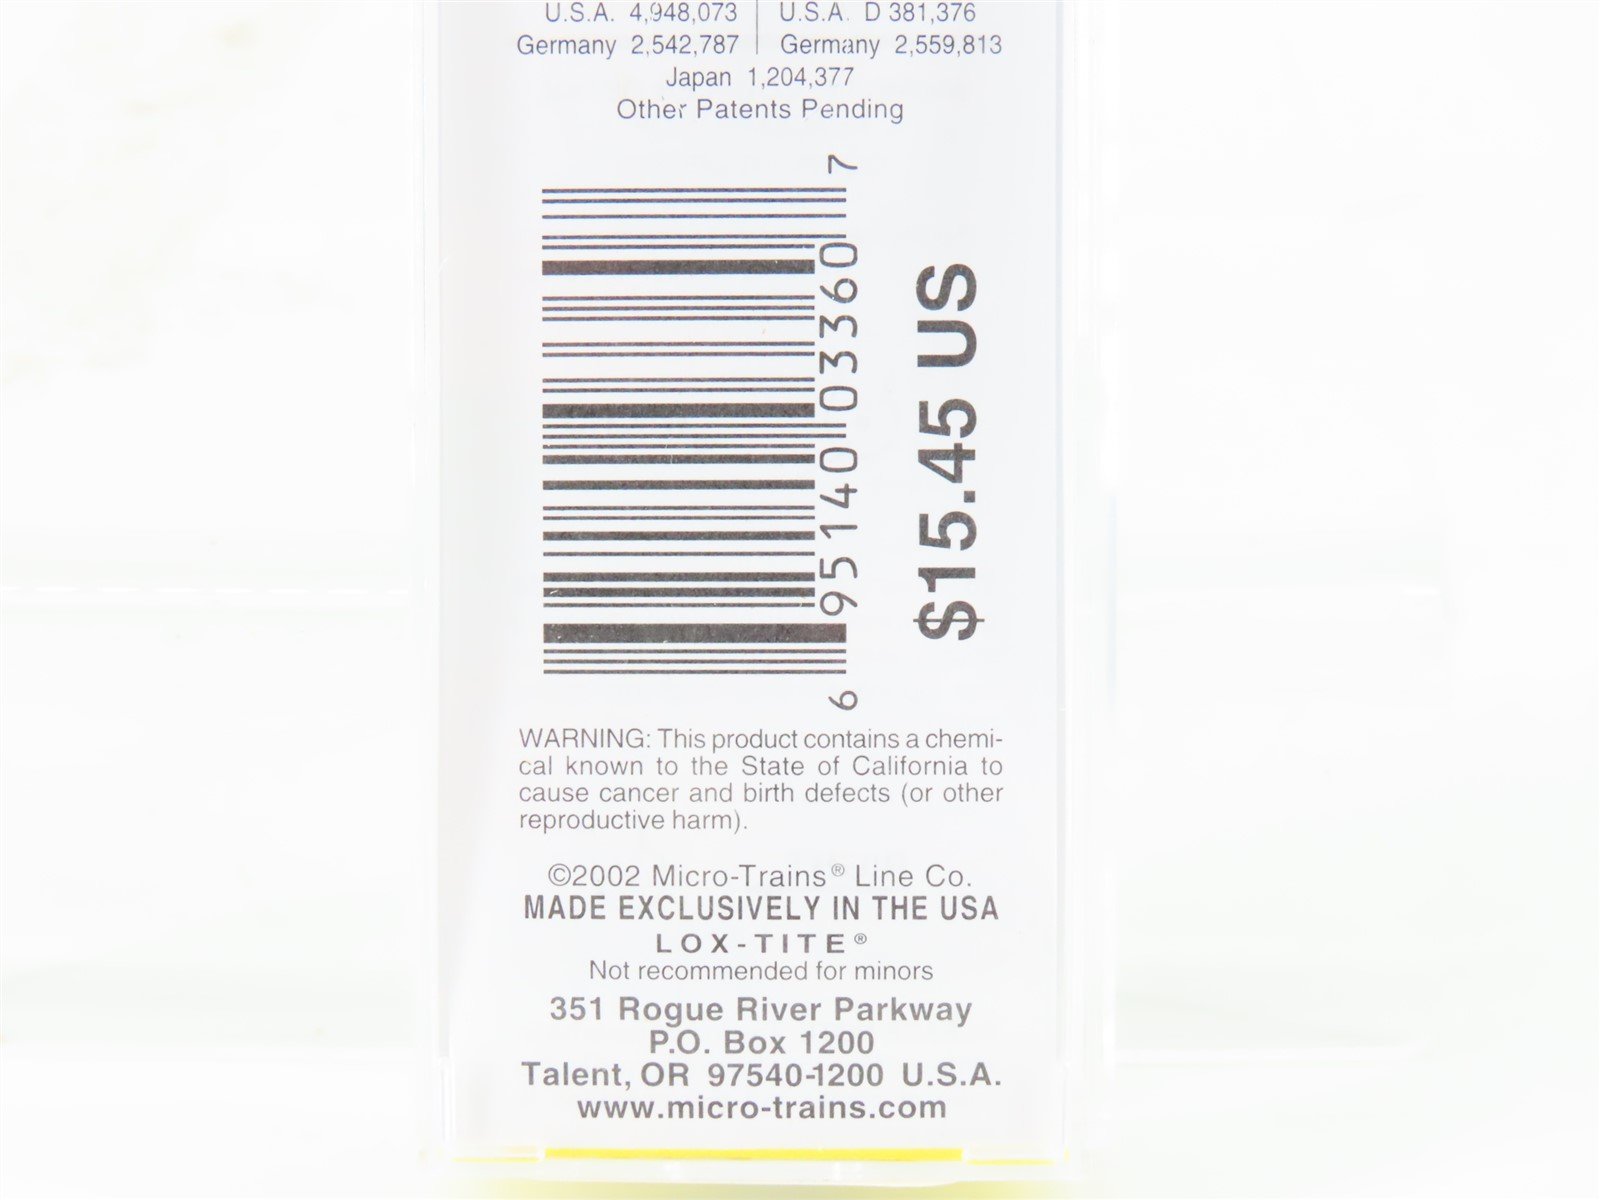 U.S.A. 4,948,073 | U.S.A. D 381,376
Germany 2,542,787 | Germany 2,559,813
Japan 1,204,377
Other Patents Pending
6 95140 03360 7
$15.45 US
WARNING: This product contains a chemi-
cal known to the State of California to
cause cancer and birth defects (or other
reproductive harm).
©2002 Micro-Trains® Line Co.
MADE EXCLUSIVELY IN THE USA
LOX-TITE®
Not recommended for minors
351 Rogue River Parkway
P.O. Box 1200
Talent, OR 97540-1200 U.S.A.
www.micro-trains.com